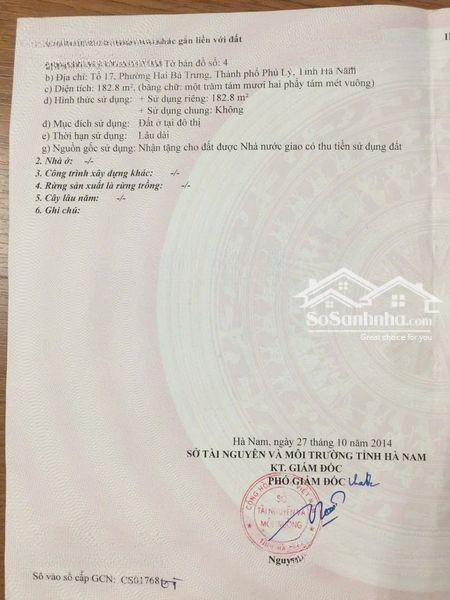 khác gắn liền với đất
Tờ bản đồ số: 4
b) Địa chỉ: Tổ 17, Phường Hai Bà Trưng, Thành phố Phủ Lý, Tỉnh Hà Nam
c) Diện tích: 182.8 m². (bằng chữ: một trăm tám mươi hai phẩy tám mét vuông)
d) Hình thức sử dụng: + Sử dụng riêng: 182.8 m²
+ Sử dụng chung: Không
đ) Mục đích sử dụng: Đất ở tại đô thị
e) Thời hạn sử dụng: Lâu dài
g) Nguồn gốc sử dụng: Nhận tặng cho đất được Nhà nước giao có thu tiền sử dụng đất
2. Nhà ở: -/-
3. Công trình xây dựng khác: -/-
4. Rừng sản xuất là rừng trồng: -/-
5. Cây lâu năm: -/-
6. Ghi chú:
SoSanhnha.com
Great choice for you
Hà Nam, ngày 27 tháng 10 năm 2014
SỞ TÀI NGUYÊN VÀ MÔI TRƯỜNG TỈNH HÀ NAM
KT. GIÁM ĐỐC
PHÓ GIÁM ĐỐC
SỞ
TÀI NGUYÊN VÀ
MÔI TRƯỜNG
Nguyễn
Số vào sổ cấp GCN: CS01768